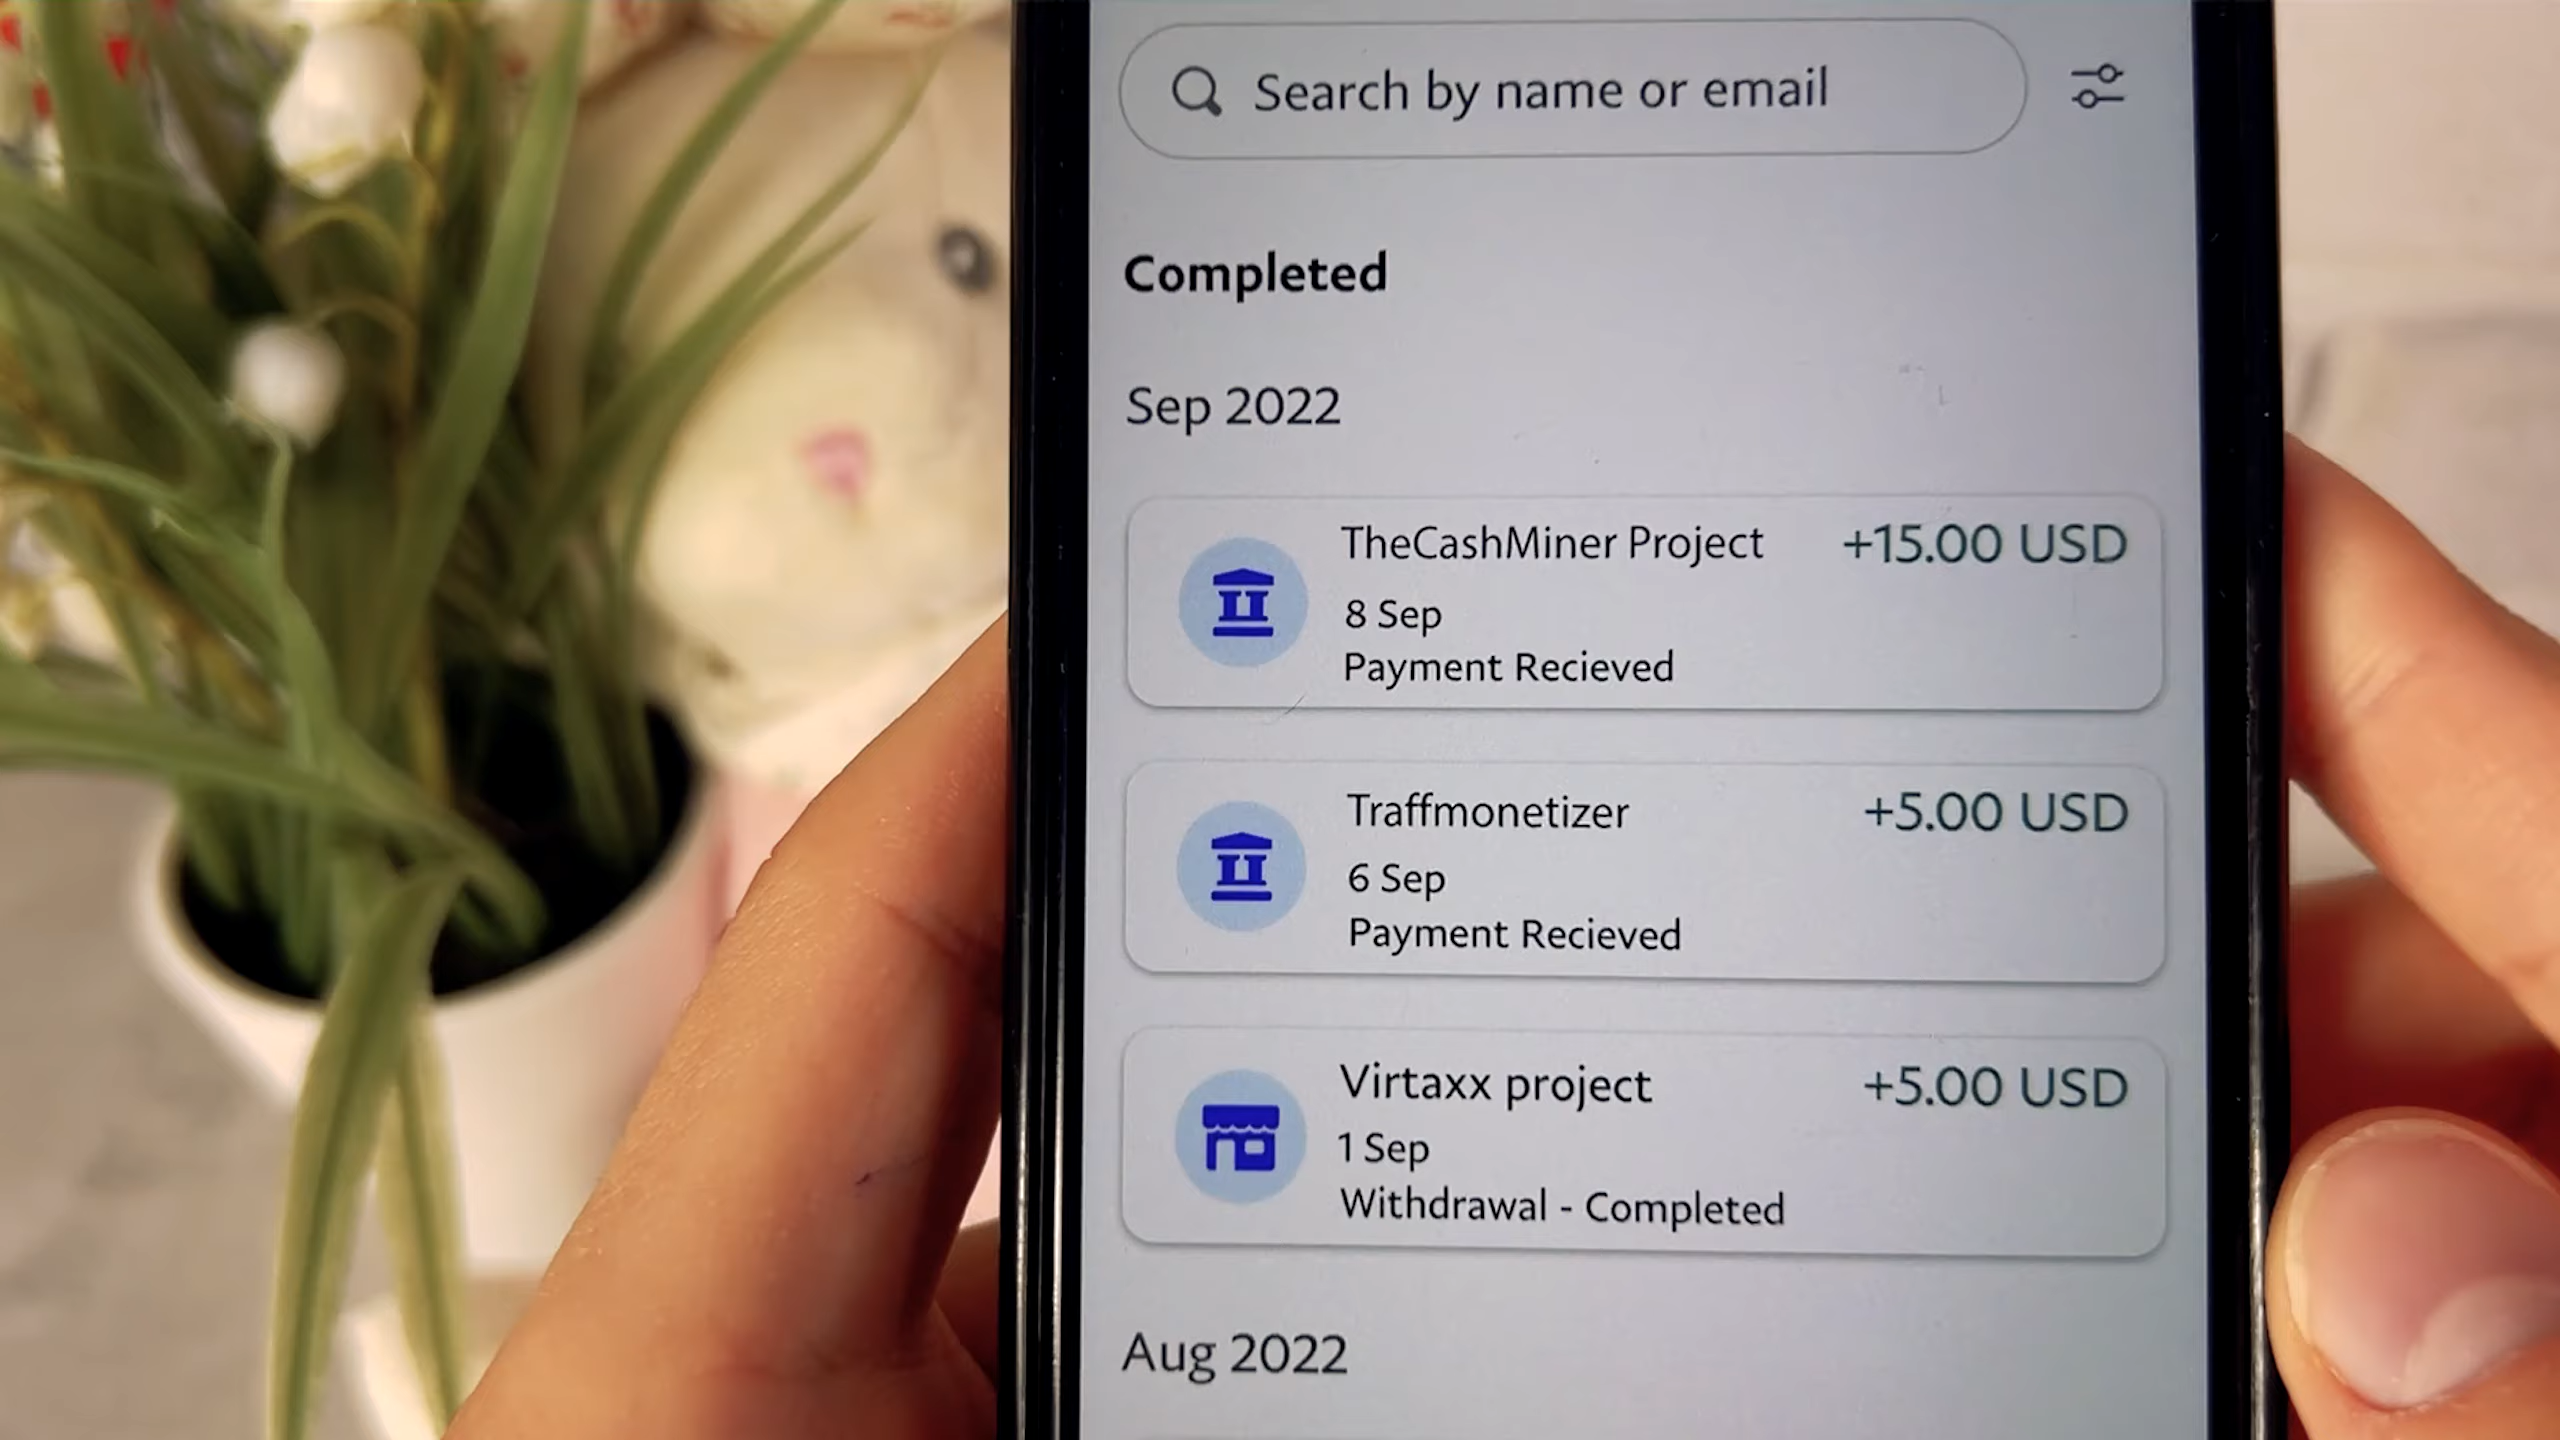 Search by name or email
Completed
Sep 2022
TheCashMiner Project +15.00 USD
8 Sep
Payment Recieved
Traffmonetizer +5.00 USD
6 Sep
Payment Recieved
Virtaxx project +5.00 USD
1 Sep
Withdrawal - Completed
Aug 2022